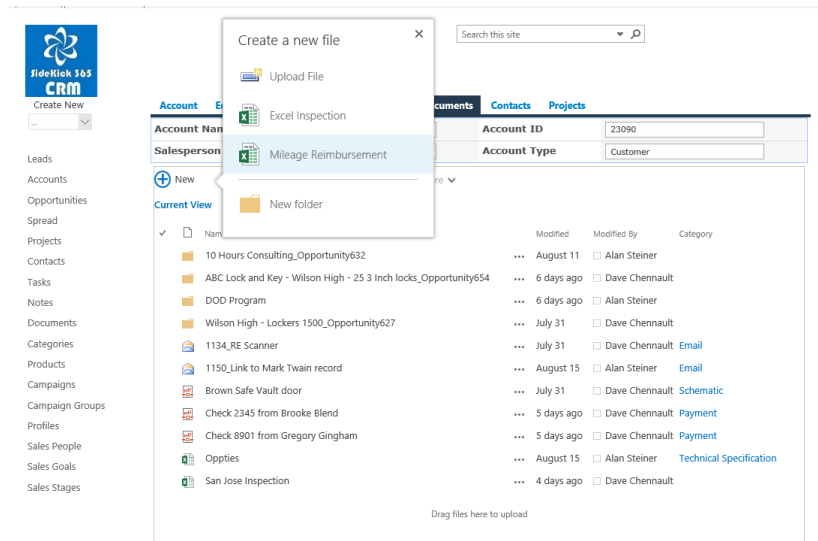 Create a new file
Search this site
SideKick 365
CRM
Upload File
Create New
...
Account
cuments Contacts Projects
Excel Inspection
Account Nam
Account ID 23090
Salesperson
Mileage Reimbursement
Account Type Customer
Leads
Accounts
Opportunities
Spread
Projects
Contacts
Tasks
Notes
Documents
Categories
Products
Campaigns
Campaign Groups
Profiles
Sales People
Sales Goals
Sales Stages
New
New folder
Current View
Modified Modified By Category
10 Hours Consulting_Opportunity632 ... August 11 Alan Steiner
ABC Lock and Key - Wilson High - 25 3 Inch locks_Opportunity654 ... 6 days ago Dave Chennault
DOD Program ... 6 days ago Alan Steiner
Wilson High - Lockers 1500_Opportunity627 ... July 31 Dave Chennault
1134_RE Scanner ... July 31 Dave Chennault Email
1150_Link to Mark Twain record ... August 15 Alan Steiner Email
Brown Safe Vault door ... July 31 Dave Chennault Schematic
Check 2345 from Brooke Blend ... 5 days ago Dave Chennault Payment
Check 8901 from Gregory Gingham ... 5 days ago Dave Chennault Payment
Oppties ... August 15 Alan Steiner Technical Specification
San Jose Inspection ... 4 days ago Dave Chennault
Drag files here to upload